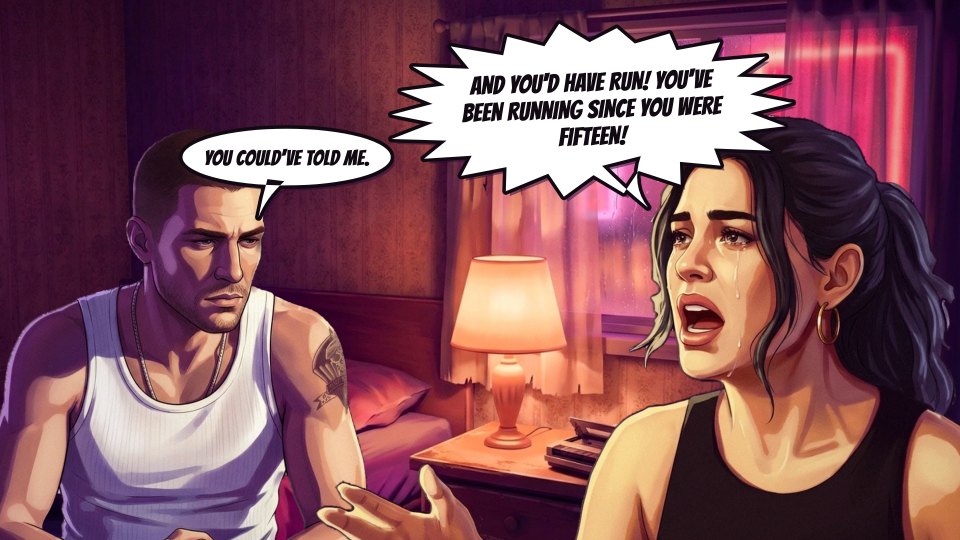 YOU COULD'VE TOLD ME.
AND YOU'D HAVE RUN! YOU'VE
BEEN RUNNING SINCE YOU WERE
FIFTEEN!